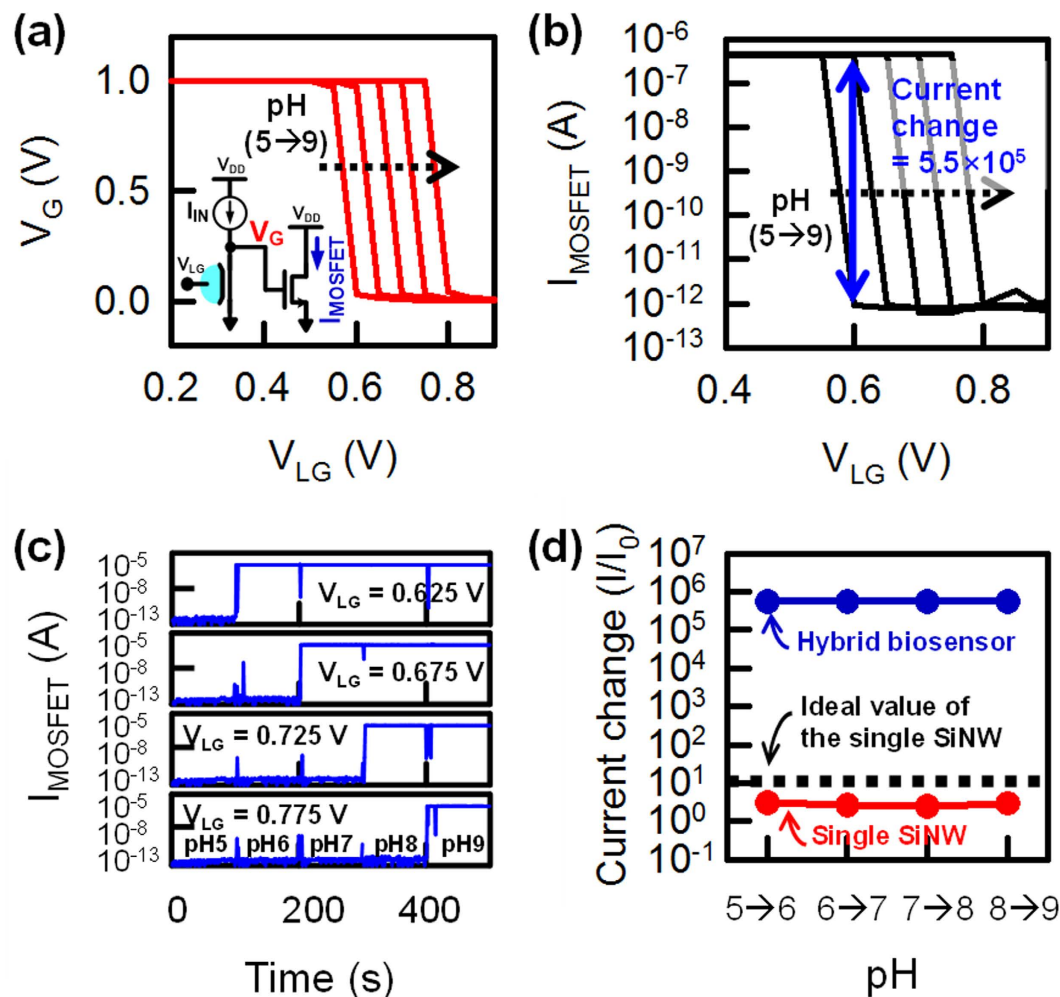 (a)
V_G (V)
1.0
0.5
0.0
pH
(5→9)
V_DD
I_IN
V_G
V_DD
V_LG
I_MOSFET
0.2 0.4 0.6 0.8
V_LG (V)
(b)
I_MOSFET (A)
10^-6
10^-7
10^-8
10^-9
10^-10
10^-11
10^-12
10^-13
Current
change
= 5.5×10^5
pH
(5→9)
0.4 0.6 0.8
V_LG (V)
(c)
I_MOSFET (A)
10^-5
10^-8
10^-13
V_LG = 0.625 V
10^-5
10^-8
10^-13
V_LG = 0.675 V
10^-5
10^-8
10^-13
V_LG = 0.725 V
10^-5
10^-8
10^-13
V_LG = 0.775 V
pH5 pH6 pH7 pH8 pH9
0 200 400
Time (s)
(d)
Current change (I/I_0)
10^7
10^6
10^5
10^4
10^3
10^2
10^1
10^0
10^-1
Hybrid biosensor
Ideal value of
the single SiNW
Single SiNW
5→6 6→7 7→8 8→9
pH